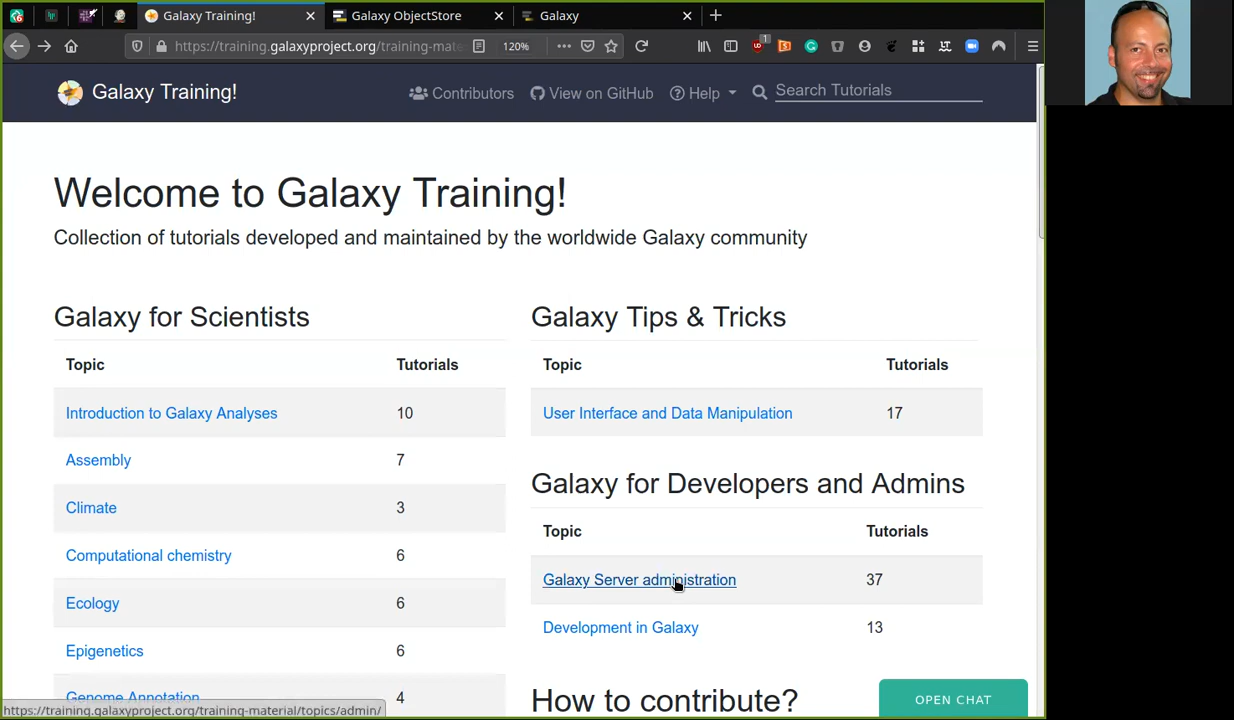 Galaxy Training!
Galaxy ObjectStore
Galaxy
https://training.galaxyproject.org/training-mate
120%
1
Galaxy Training!
Contributors
View on GitHub
Help
Search Tutorials
Welcome to Galaxy Training!
Collection of tutorials developed and maintained by the worldwide Galaxy community
Galaxy for Scientists
Topic Tutorials
Introduction to Galaxy Analyses 10
Assembly 7
Climate 3
Computational chemistry 6
Ecology 6
Epigenetics 6
Genome Annotation 4
Galaxy Tips & Tricks
Topic Tutorials
User Interface and Data Manipulation 17
Galaxy for Developers and Admins
Topic Tutorials
Galaxy Server administration 37
Development in Galaxy 13
How to contribute?
OPEN CHAT
https://training.galaxyproject.org/training-material/topics/admin/